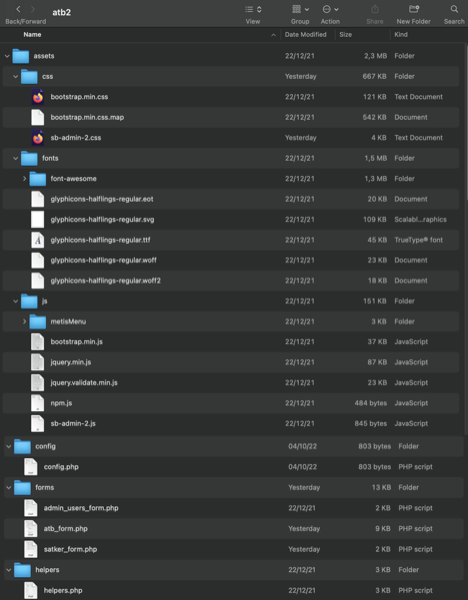 atb2
Back/Forward View Group Action Share New Folder Search
Name Date Modified Size Kind
assets 22/12/21 2,3 MB Folder
css Yesterday 667 KB Folder
bootstrap.min.css 22/12/21 121 KB Text Document
bootstrap.min.css.map 22/12/21 542 KB Document
sb-admin-2.css Yesterday 4 KB Text Document
fonts 22/12/21 1,5 MB Folder
font-awesome 22/12/21 1,3 MB Folder
glyphicons-halflings-regular.eot 22/12/21 20 KB Document
glyphicons-halflings-regular.svg 22/12/21 109 KB Scalabl...raphics
glyphicons-halflings-regular.ttf 22/12/21 45 KB TrueType® font
glyphicons-halflings-regular.woff 22/12/21 23 KB Document
glyphicons-halflings-regular.woff2 22/12/21 18 KB Document
js 22/12/21 151 KB Folder
metisMenu 22/12/21 3 KB Folder
bootstrap.min.js 22/12/21 37 KB JavaScript
jquery.min.js 22/12/21 87 KB JavaScript
jquery.validate.min.js 22/12/21 23 KB JavaScript
npm.js 22/12/21 484 bytes JavaScript
sb-admin-2.js 22/12/21 845 bytes JavaScript
config 04/10/22 803 bytes Folder
config.php 04/10/22 803 bytes PHP script
forms Yesterday 13 KB Folder
admin_users_form.php 22/12/21 2 KB PHP script
atb_form.php Yesterday 9 KB PHP script
satker_form.php Yesterday 2 KB PHP script
helpers 22/12/21 3 KB Folder
helpers.php 22/12/21 3 KB PHP script